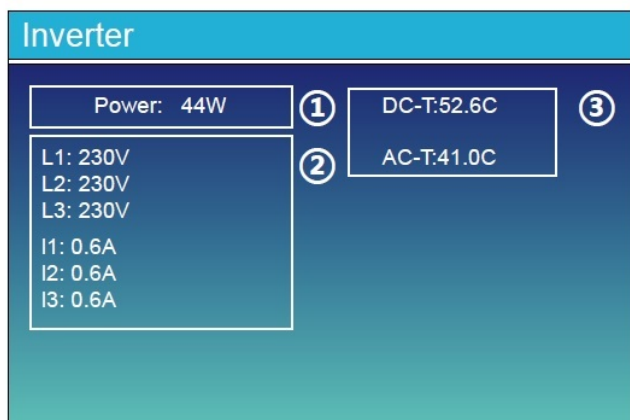 Inverter
Power: 44W
①
DC-T:52.6C
③
L1: 230V
②
AC-T:41.0C
L2: 230V
L3: 230V
I1: 0.6A
I2: 0.6A
I3: 0.6A